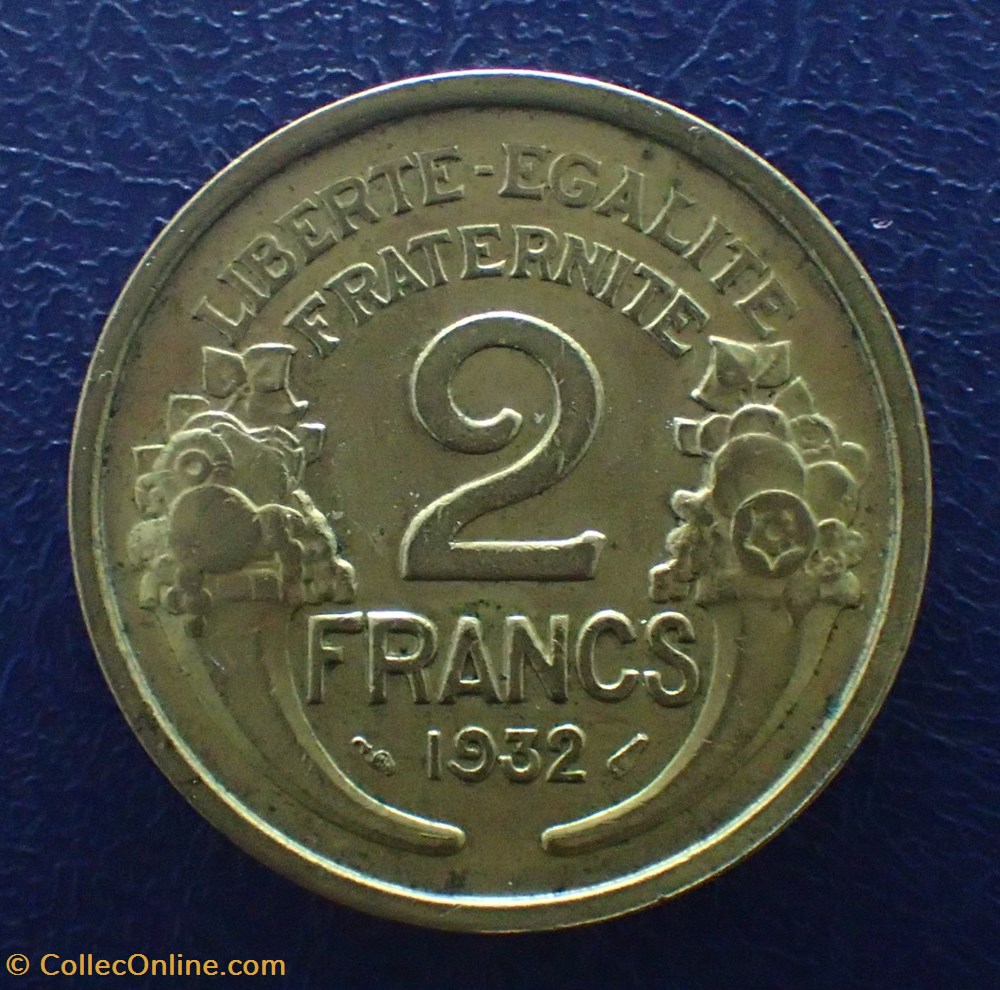 LIBERTE-EGALITE
FRATERNITE
2
FRANCS
1932
© CollecOnline.com